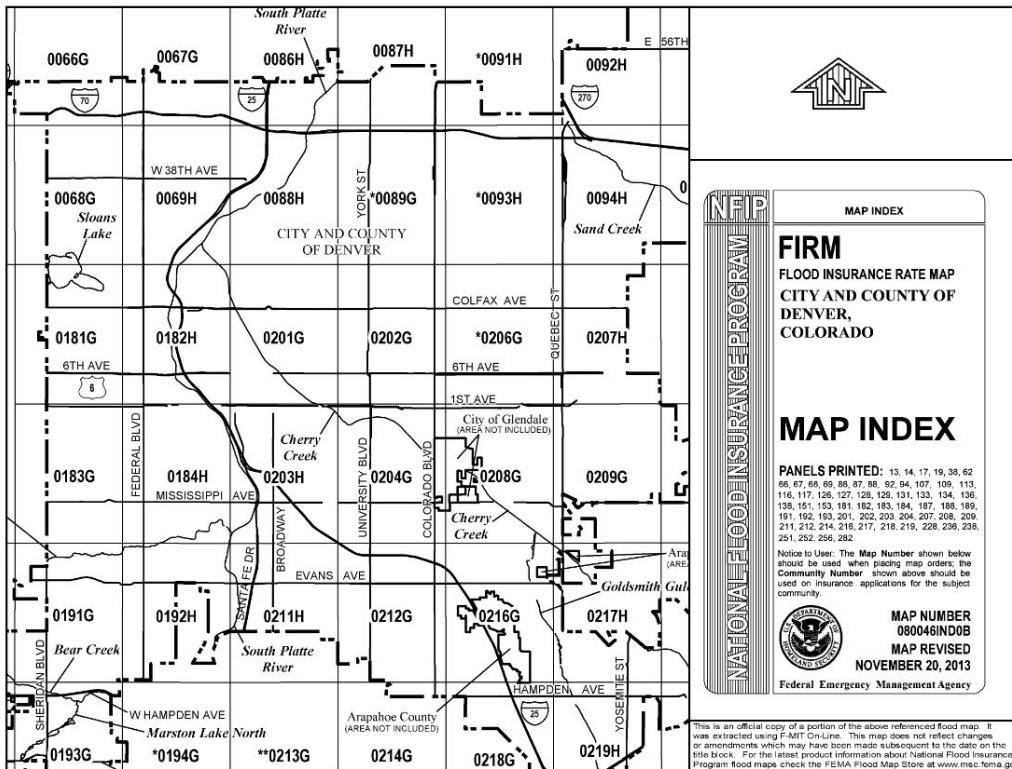 South Platte
River
0066G
0067G
0086H
0087H
*0091H
0092H
E 56TH
70
25
270
W 38TH AVE
YORK ST
0068G
0069H
0088H
*0089G
*0093H
0094H
0
Sloans
Lake
CITY AND COUNTY
OF DENVER
Sand Creek
COLFAX AVE
QUEBEC ST
0181G
0182H
0201G
0202G
*0206G
0207H
6TH AVE
6TH AVE
6
1ST AVE
City of Glendale
(AREA NOT INCLUDED)
FEDERAL BLVD
Cherry
Creek
UNIVERSITY BLVD
COLORADO BLVD
0183G
0184H
0203H
0204G
0208G
0209G
MISSISSIPPI AVE
Cherry
Creek
SANTA FE DR
BROADWAY
EVANS AVE
Goldsmith
0191G
0192H
0211H
0212G
0216G
0217H
South Platte
River
SHERIDAN BLVD
Bear Creek
YOSEMITE ST
HAMPDEN AVE
W HAMPDEN AVE
Marston Lake North
Arapahoe County
(AREA NOT INCLUDED)
25
0193G
*0194G
**0213G
0214G
0218G
0219H
N
NFIP
NATIONAL FLOOD INSURANCE PROGRAM
MAP INDEX
FIRM
FLOOD INSURANCE RATE MAP
CITY AND COUNTY OF
DENVER,
COLORADO
MAP INDEX
PANELS PRINTED: 13, 14, 17, 19, 38, 62
66, 67, 68, 69, 86, 87, 88, 92, 94, 107, 109, 113,
116, 117, 126, 127, 128, 129, 131, 133, 134, 136,
138, 151, 153, 181, 182, 183, 184, 187, 188, 189,
191, 192, 193, 201, 202, 203, 204, 207, 208, 209,
211, 212, 214, 216, 217, 218, 219, 228, 236, 238,
251, 252, 256, 282
Notice to User: The Map Number shown below
should be used when placing map orders; the
Community Number shown above should be
used on insurance applications for the subject
community.
U.S. DEPARTMENT OF
HOMELAND SECURITY
MAP NUMBER
080046IND0B
MAP REVISED
NOVEMBER 20, 2013
Federal Emergency Management Agency
This is an official copy of a portion of the above referenced flood map. It
was extracted using F-MIT On-Line. This map does not reflect changes
or amendments which may have been made subsequent to the date on the
title block. For the latest product information about National Flood Insurance
Program flood maps check the FEMA Flood Map Store at www.msc.fema.go